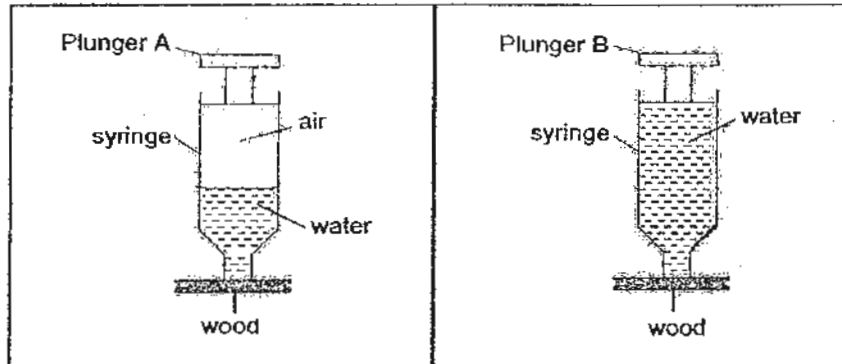 Plunger A
air
syringe
water
wood
Plunger B
water
syringe
wood